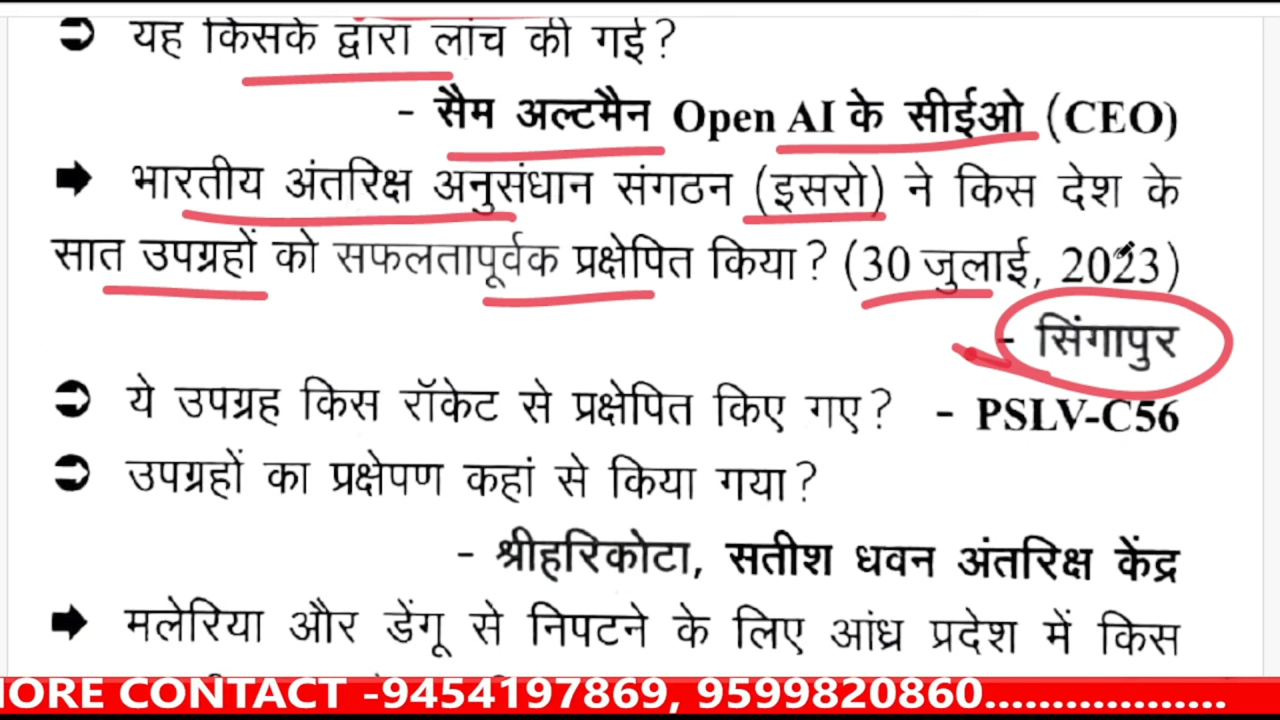 ➲ यह किसके द्वारा लांच की गई?
- सैम अल्टमैन Open AI के सीईओ (CEO)
➡ भारतीय अंतरिक्ष अनुसंधान संगठन (इसरो) ने किस देश के
सात उपग्रहों को सफलतापूर्वक प्रक्षेपित किया? (30 जुलाई, 2023)
- सिंगापुर
➲ ये उपग्रह किस रॉकेट से प्रक्षेपित किए गए? - PSLV-C56
➲ उपग्रहों का प्रक्षेपण कहां से किया गया?
- श्रीहरिकोटा, सतीश धवन अंतरिक्ष केंद्र
➡ मलेरिया और डेंगू से निपटने के लिए आंध्र प्रदेश में किस
MORE CONTACT -9454197869, 9599820860..................